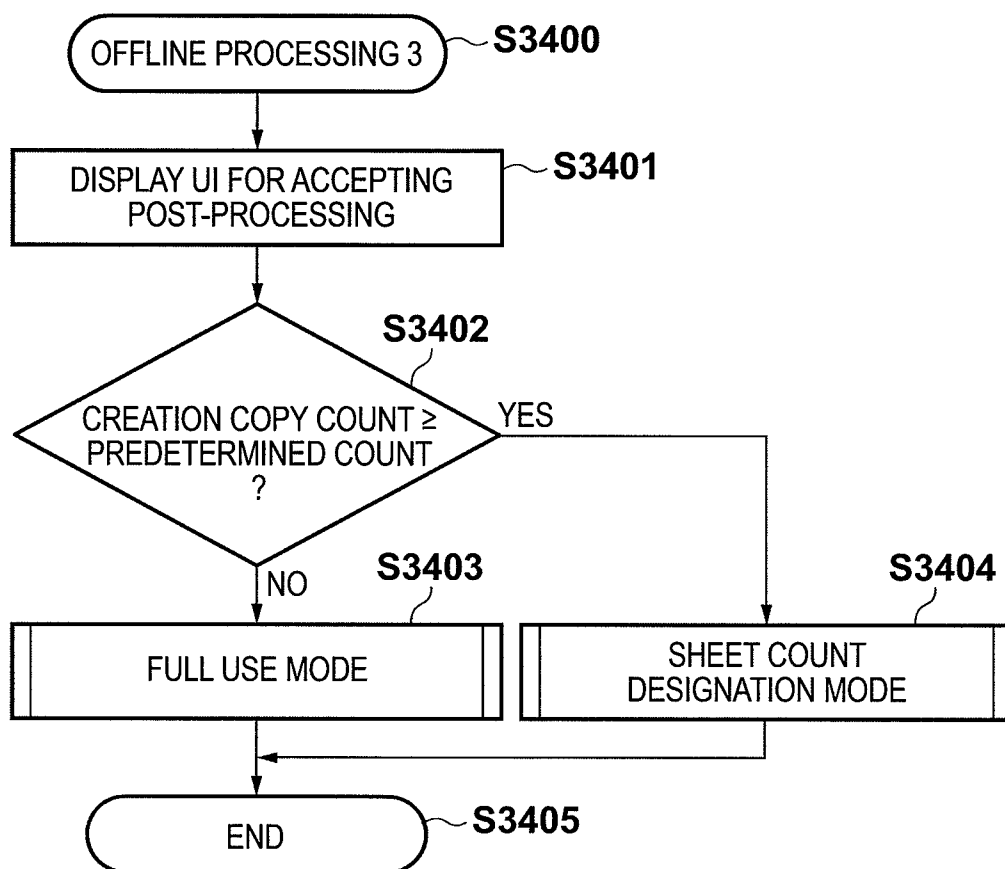 OFFLINE PROCESSING 3
S3400
DISPLAY UI FOR ACCEPTING
POST-PROCESSING
S3401
S3402
CREATION COPY COUNT ≥
PREDETERMINED COUNT
?
YES
NO
S3403
FULL USE MODE
S3404
SHEET COUNT
DESIGNATION MODE
END
S3405